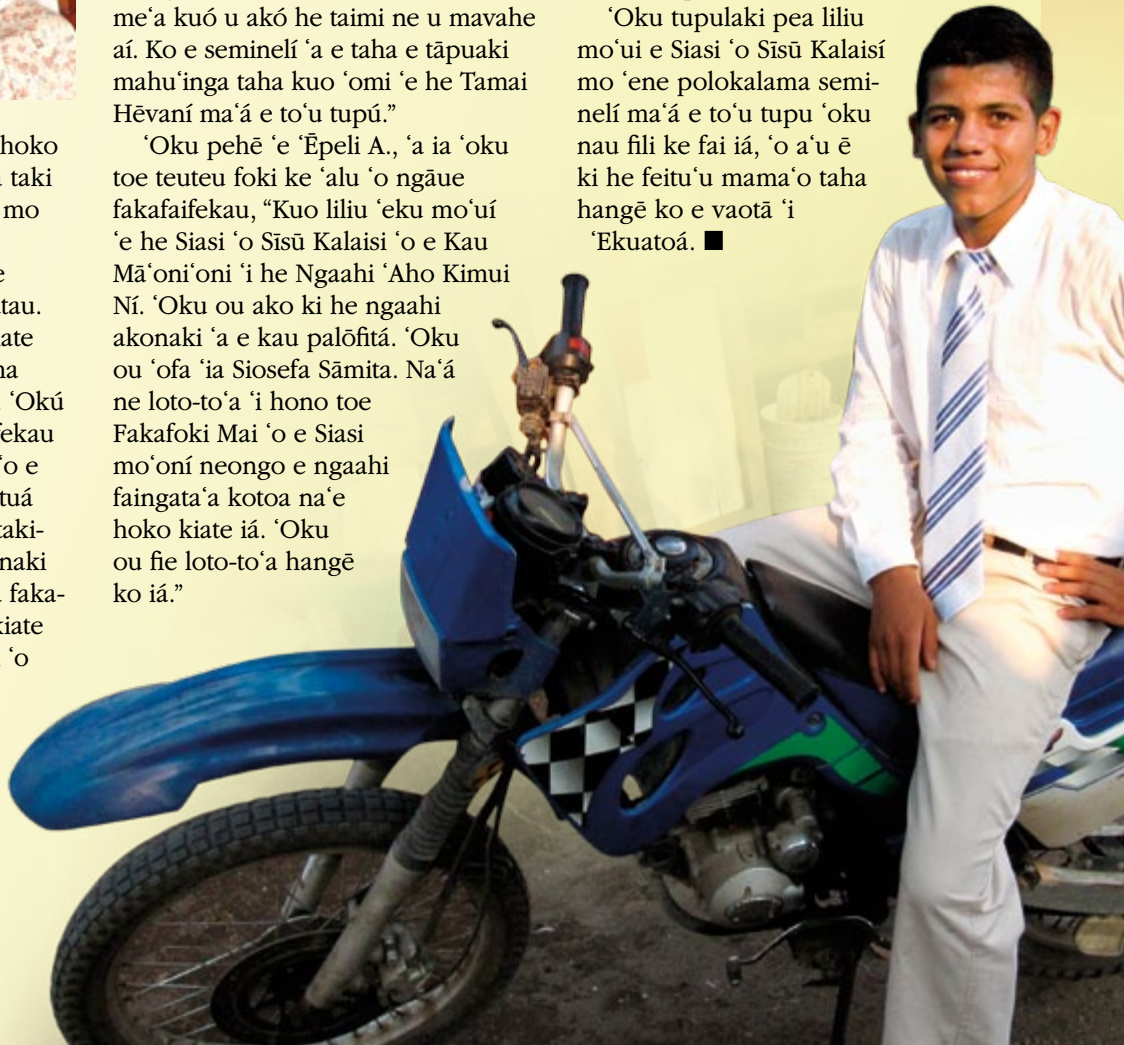 hoko
taki
mo
e
tau.
ate
na
‘Okú
fekau
‘o e
tuá
taki-
naki
faka-
kiate
‘o
me‘a kuó u akó he taimi ne u mavahe
aí. Ko e seminelí ‘a e taha e tāpuaki
mahu‘inga taha kuo ‘omi ‘e he Tamai
Hēvaní ma‘á e to‘u tupú.”
‘Oku pehē ‘e ‘Ēpeli A., ‘a ia ‘oku
toe teuteu foki ke ‘alu ‘o ngāue
fakafaifekau, “Kuo liliu ‘eku mo‘uí
‘e he Siasi ‘o Sīsū Kalaisi ‘o e Kau
Mā‘oni‘oni ‘i he Ngaahi ‘Aho Kimui
Ní. ‘Oku ou ako ki he ngaahi
akonaki ‘a e kau palōfitá. ‘Oku
ou ‘ofa ‘ia Siosefa Sāmita. Na‘á
ne loto-to‘a ‘i hono toe
Fakafoki Mai ‘o e Siasi
mo‘oní neongo e ngaahi
faingata‘a kotoa na‘e
hoko kiate iá. ‘Oku
ou fie loto-to‘a hangē
ko iá.”
‘Oku tupulaki pea liliu
mo‘ui e Siasi ‘o Sīsū Kalaisí
mo ‘ene polokalama semi-
nelí ma‘á e to‘u tupu ‘oku
nau fili ke fai iá, ‘o a‘u ē
ki he feitu‘u mama‘o taha
hangē ko e vaotā ‘i
‘Ekuatoá. ■